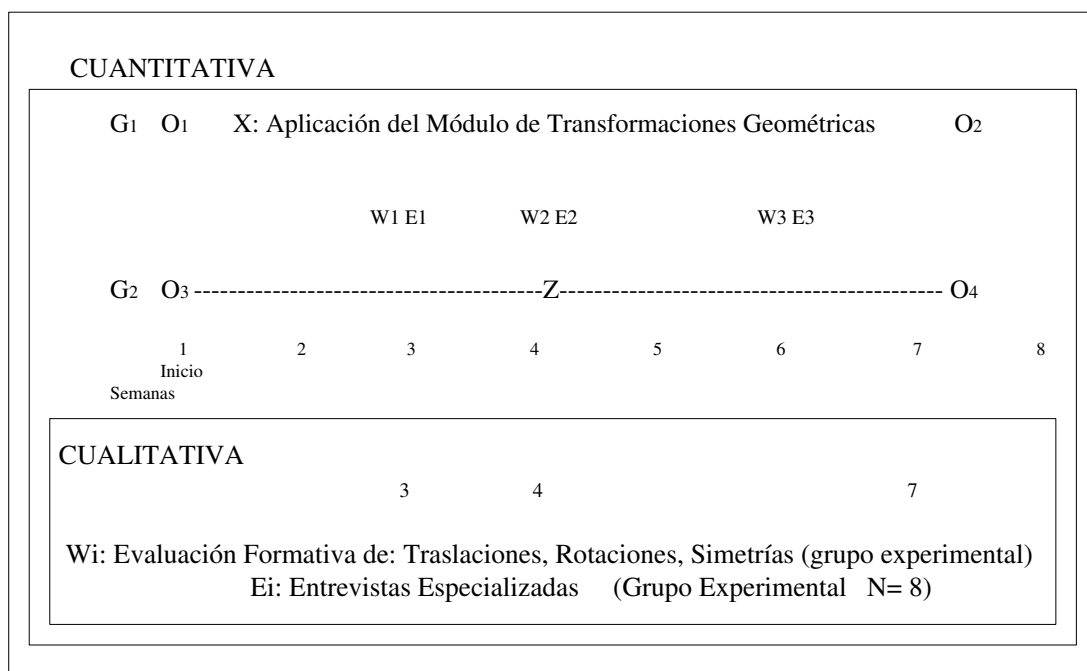 CUANTITATIVA
G1 O1 X: Aplicación del Módulo de Transformaciones Geométricas O2
W1 E1 W2 E2 W3 E3
G2 O3 ----------------------------------------Z-------------------------------------------- O4
1 2 3 4 5 6 7 8
Inicio
Semanas
CUALITATIVA
3 4 7
Wi: Evaluación Formativa de: Traslaciones, Rotaciones, Simetrías (grupo experimental)
Ei: Entrevistas Especializadas (Grupo Experimental N= 8)